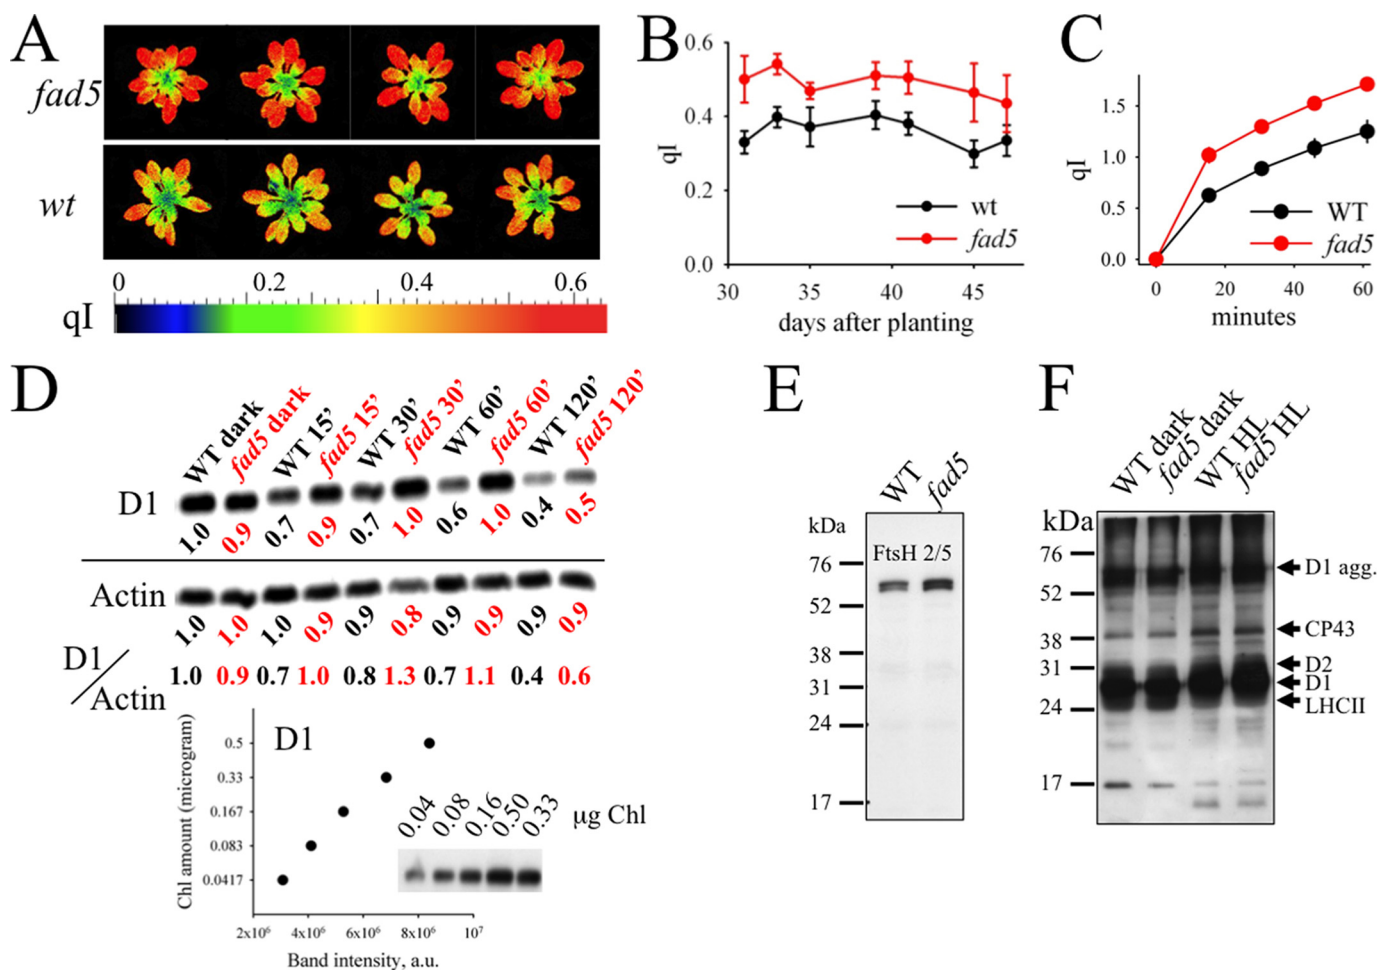 A
fad5
wt
0 0.2 0.4 0.6
qI
B
0.6
0.4
0.2
0.0
qI
wt
fad5
30 35 40 45
days after planting
C
1.5
1.0
0.5
0.0
qI
WT
fad5
0 20 40 60
minutes
D
WT dark
fad5 dark
WT 15’
fad5 15’
WT 30’
fad5 30’
WT 60’
fad5 60’
WT 120’
fad5 120’
D1
1.0 0.9 0.7 0.9 0.7 1.0 0.6 1.0 0.4 0.5
Actin
1.0 1.0 1.0 0.9 0.9 0.8 0.9 0.9 0.9 0.9
D1/Actin
1.0 0.9 0.7 1.0 0.8 1.3 0.7 1.1 0.4 0.6
D1
Chl amount (microgram)
0.5
0.33
0.167
0.083
0.0417
2x10⁶ 4x10⁶ 6x10⁶ 8x10⁶ 10⁷
Band intensity, a.u.
0.04 0.08 0.16 0.50 0.33 μg Chl
E
WT fad5
kDa
FtsH 2/5
76
52
38
31
24
17
F
WT dark
fad5 dark
WT HL
fad5 HL
kDa
76
52
38
31
24
17
D1 agg.
CP43
D2
D1
LHCII